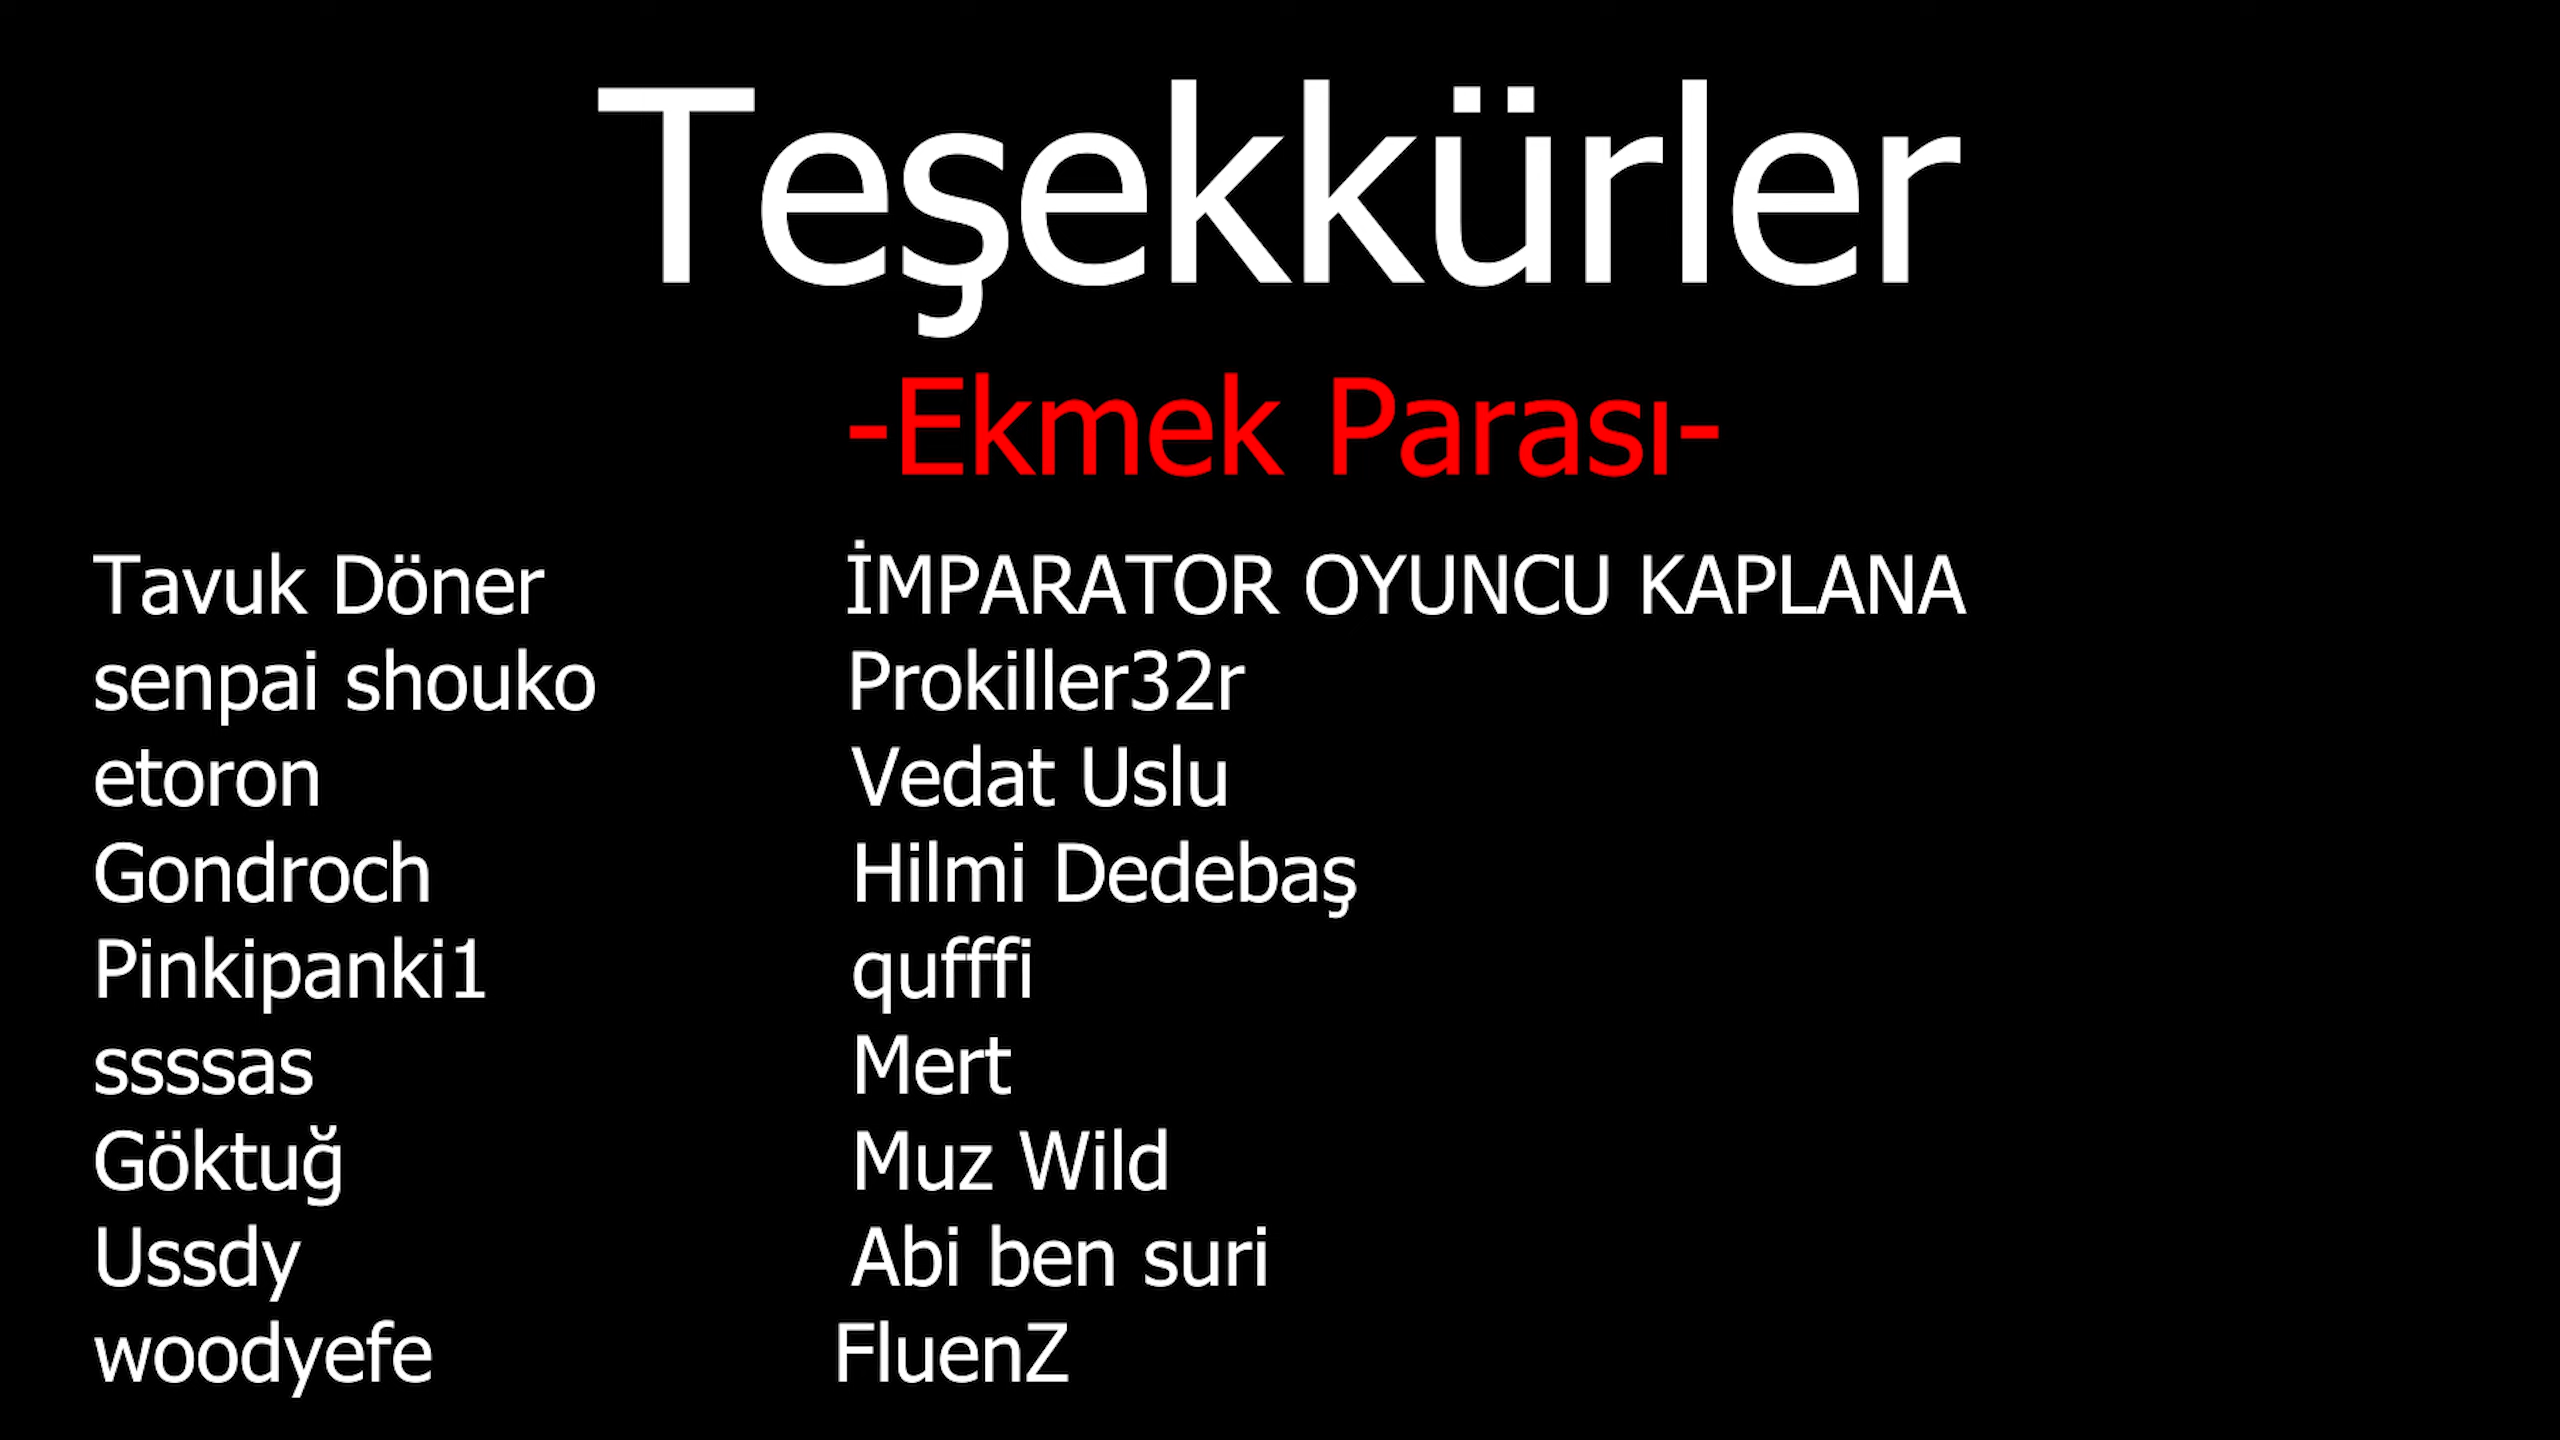 Teşekkürler
-Ekmek Parası-
Tavuk Döner
senpai shouko
etoron
Gondroch
Pinkipanki1
ssssas
Göktuğ
Ussdy
woodyefe
İMPARATOR OYUNCU KAPLANA
Prokiller32r
Vedat Uslu
Hilmi Dedebaş
qufffi
Mert
Muz Wild
Abi ben suri
FluenZ